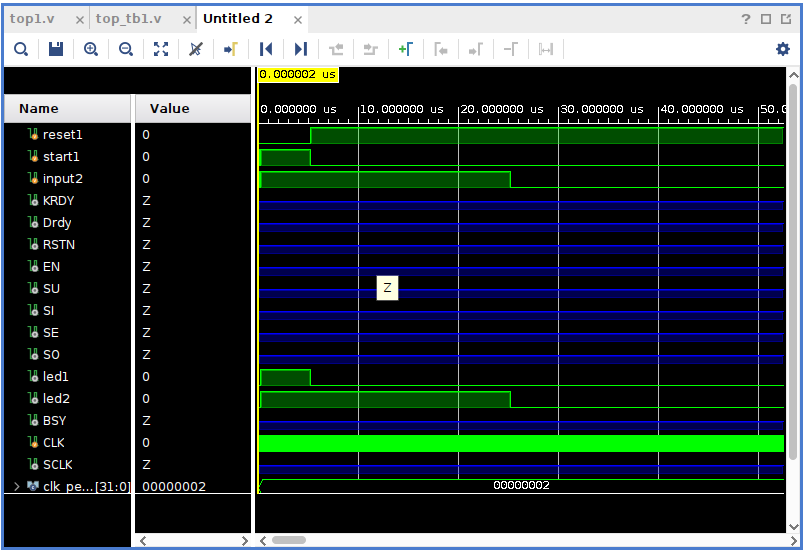 top1.v × top_tb1.v × Untitled 2 ×
? 
0.000002 us
Name Value
0.000000 us 10.000000 us 20.000000 us 30.000000 us 40.000000 us 50.0
reset1 0
start1 0
input2 0
KRDY Z
Drdy Z
RSTN Z
EN Z
SU Z
Z
SI Z
SE Z
SO Z
led1 0
led2 0
BSY Z
CLK 0
SCLK Z
clk_pe...[31:0] 00000002 00000002